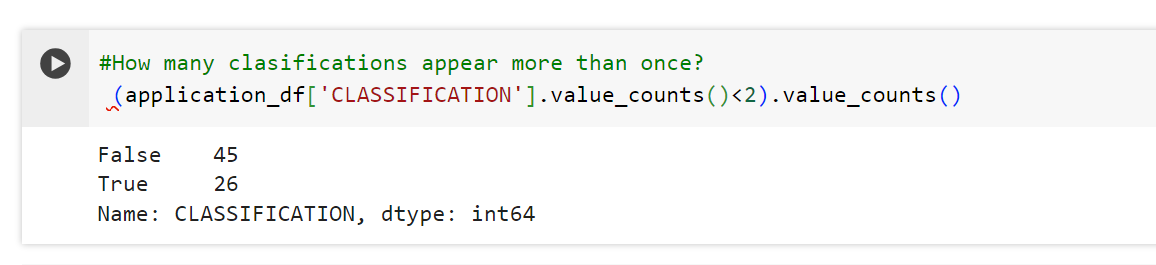 #How many clasifications appear more than once?
(application_df['CLASSIFICATION'].value_counts()<2).value_counts()
False    45
True     26
Name: CLASSIFICATION, dtype: int64